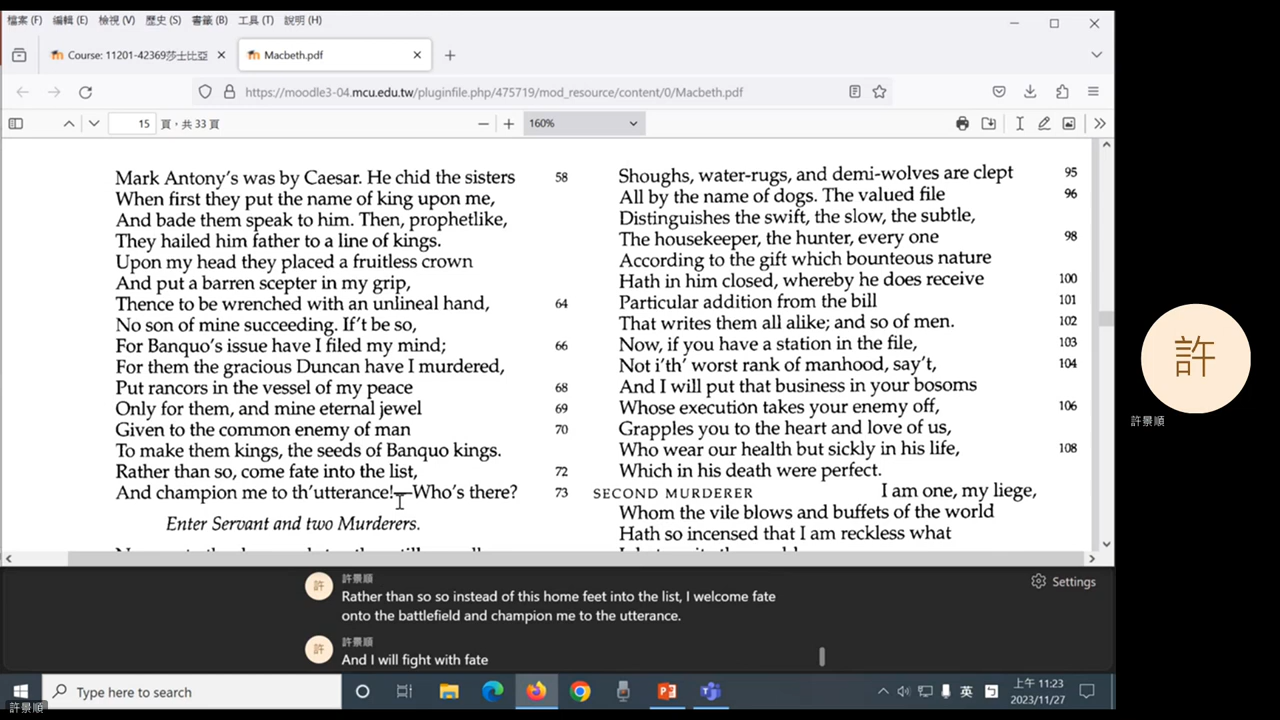 檔案 (F) 編輯 (E) 檢視 (V) 歷史 (S) 書籤 (B) 工具 (T) 說明 (H)
Course: 11201-42369莎士比亞
Macbeth.pdf
https://moodle3-04.mcu.edu.tw/pluginfile.php/475719/mod_resource/content/0/Macbeth.pdf
15 頁,共 33 頁
160%
Mark Antony's was by Caesar. He chid the sisters 58
When first they put the name of king upon me,
And bade them speak to him. Then, prophetlike,
They hailed him father to a line of kings.
Upon my head they placed a fruitless crown
And put a barren scepter in my grip,
Thence to be wrenched with an unlineal hand, 64
No son of mine succeeding. If't be so,
For Banquo's issue have I filed my mind; 66
For them the gracious Duncan have I murdered,
Put rancors in the vessel of my peace 68
Only for them, and mine eternal jewel 69
Given to the common enemy of man 70
To make them kings, the seeds of Banquo kings.
Rather than so, come fate into the list, 72
And champion me to th'utterance!—Who's there? 73
Enter Servant and two Murderers.
Shoughs, water-rugs, and demi-wolves are clept 95
All by the name of dogs. The valued file 96
Distinguishes the swift, the slow, the subtle,
The housekeeper, the hunter, every one 98
According to the gift which bounteous nature
Hath in him closed, whereby he does receive 100
Particular addition from the bill 101
That writes them all alike; and so of men. 102
Now, if you have a station in the file, 103
Not i'th' worst rank of manhood, say't, 104
And I will put that business in your bosoms
Whose execution takes your enemy off, 106
Grapples you to the heart and love of us,
Who wear our health but sickly in his life, 108
Which in his death were perfect.
SECOND MURDERER I am one, my liege,
Whom the vile blows and buffets of the world
Hath so incensed that I am reckless what
許
許景順
Settings
許
許景順
Rather than so so instead of this home feet into the list, I welcome fate
onto the battlefield and champion me to the utterance.
許
許景順
And I will fight with fate
Type here to search
英
上午 11:23
2023/11/27
許景順